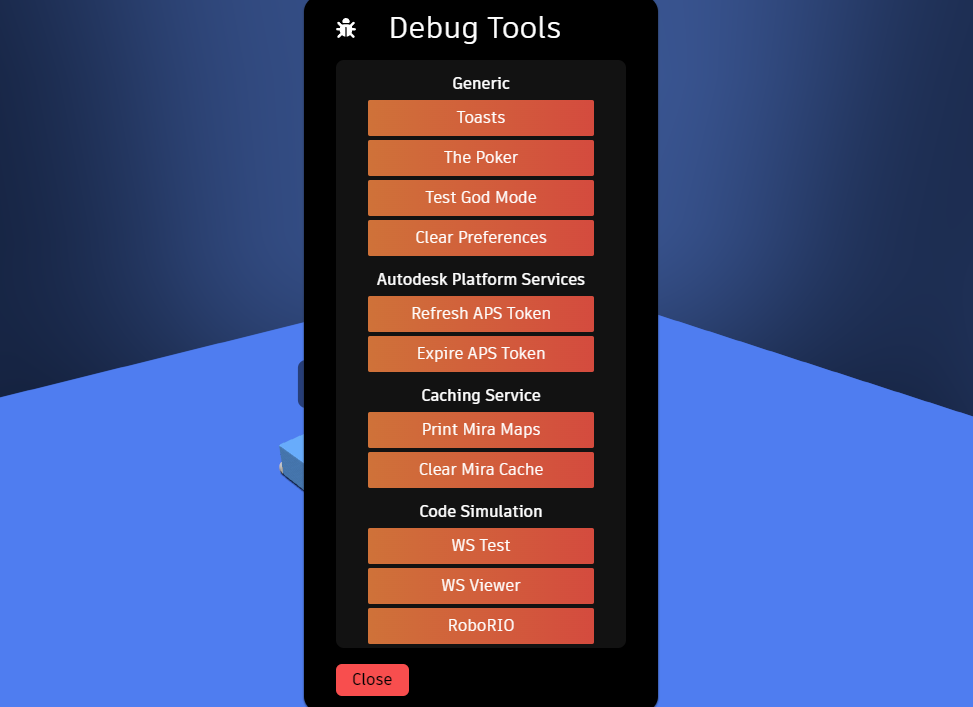 Debug Tools
Generic
Toasts
The Poker
Test God Mode
Clear Preferences
Autodesk Platform Services
Refresh APS Token
Expire APS Token
Caching Service
Print Mira Maps
Clear Mira Cache
Code Simulation
WS Test
WS Viewer
RoboRIO
Close